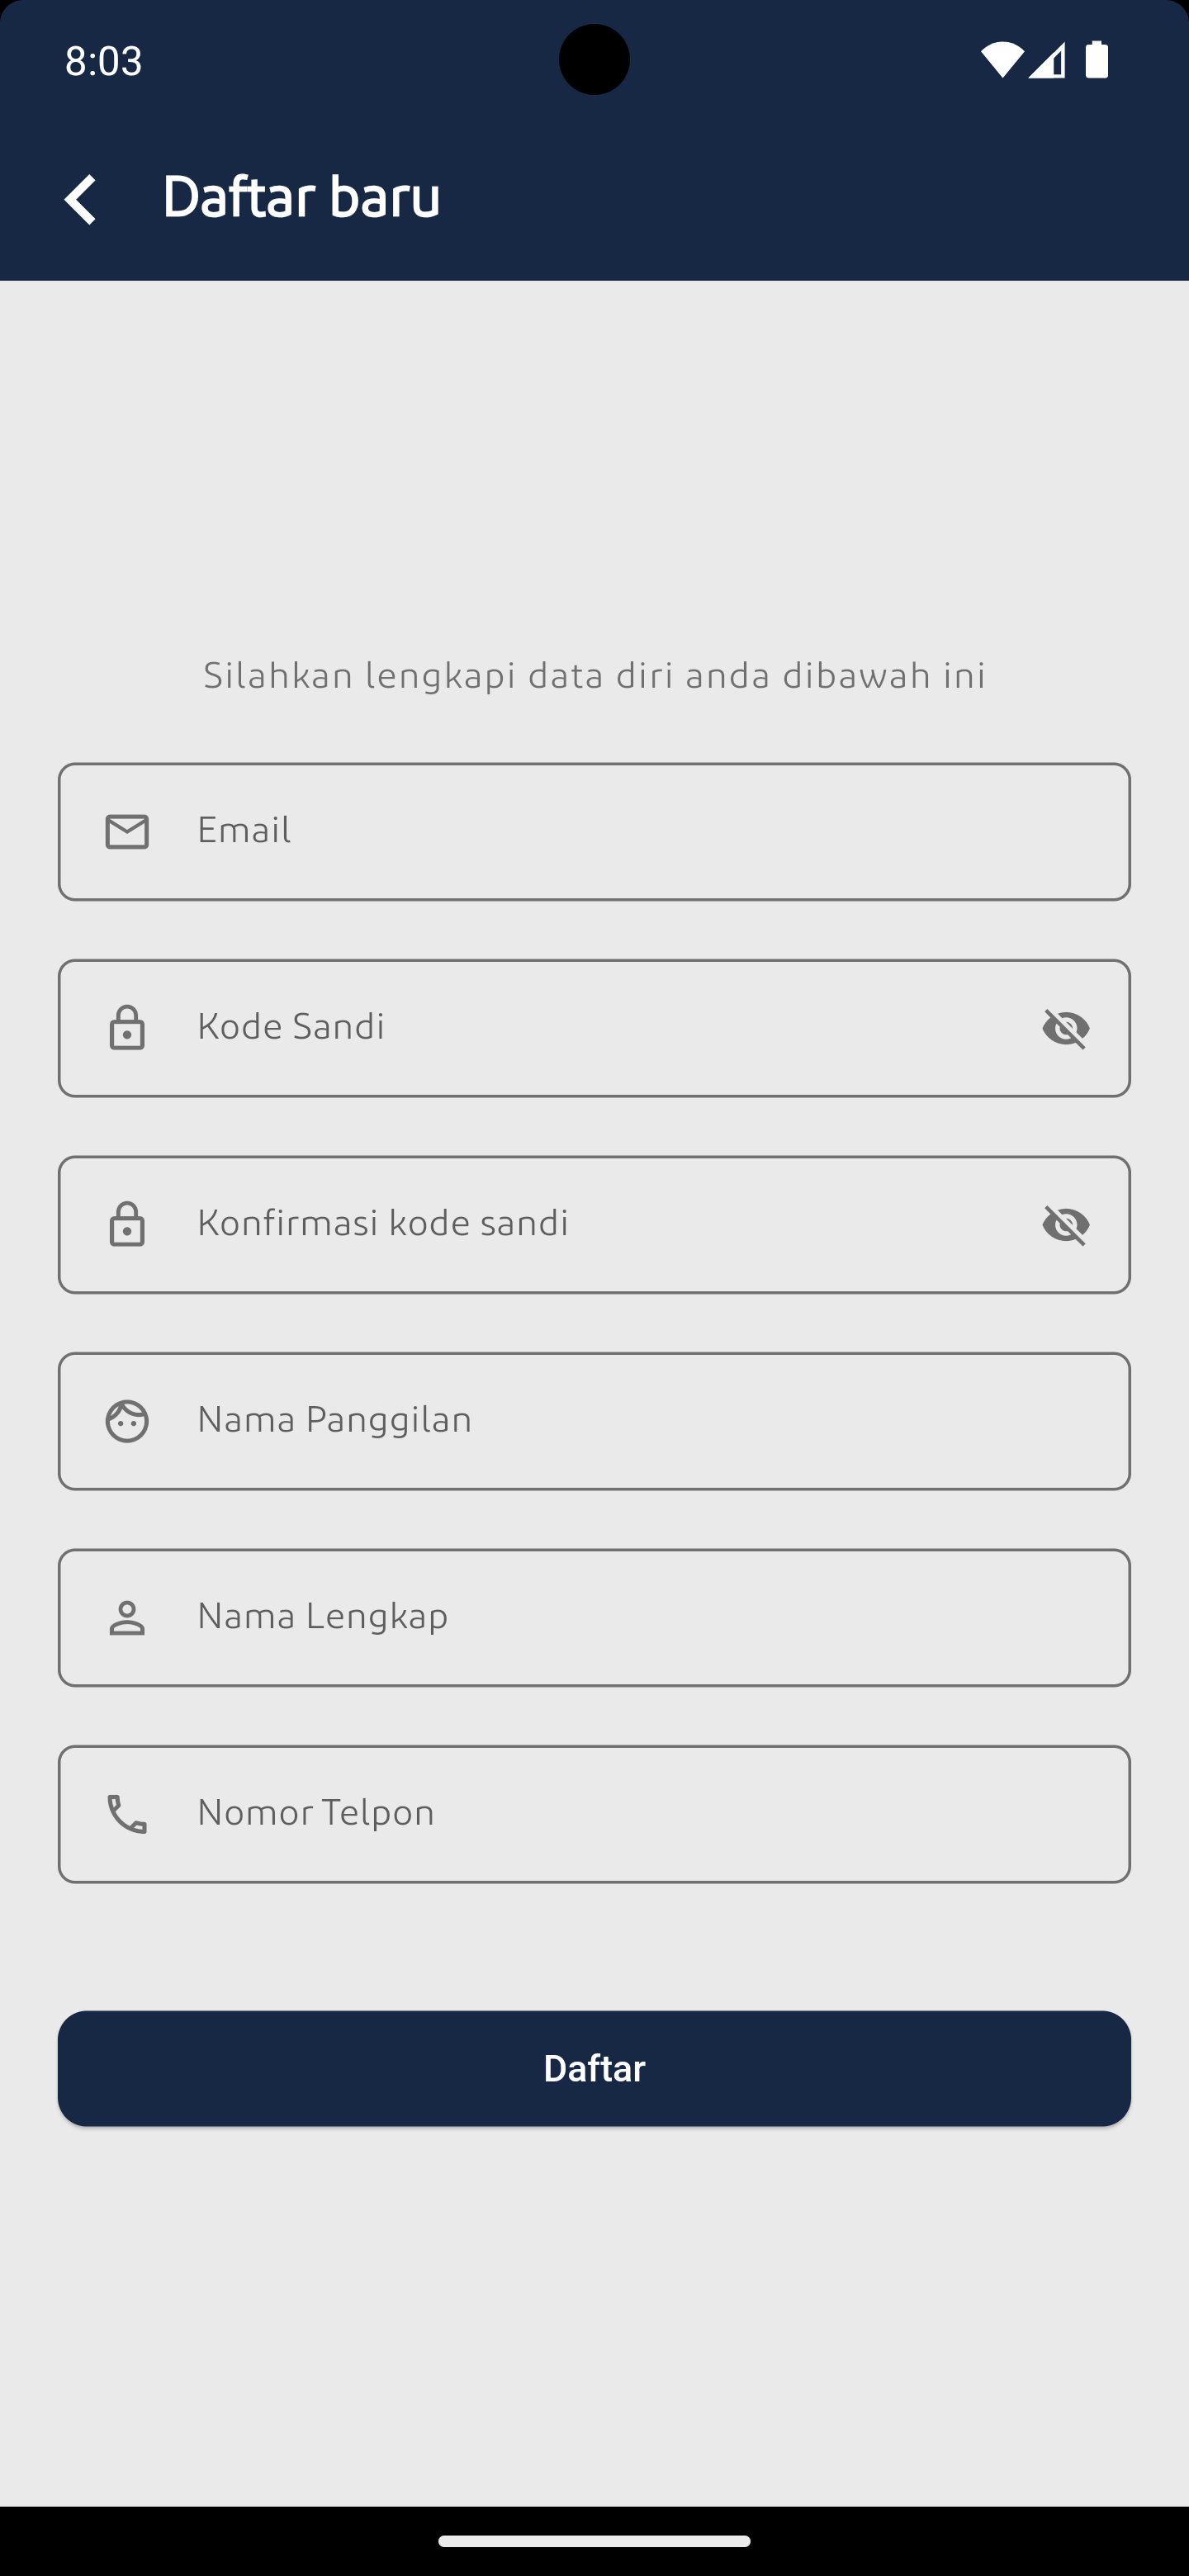 8:03
Daftar baru
Silahkan lengkapi data diri anda dibawah ini
Email
Kode Sandi
Konfirmasi kode sandi
Nama Panggilan
Nama Lengkap
Nomor Telpon
Daftar